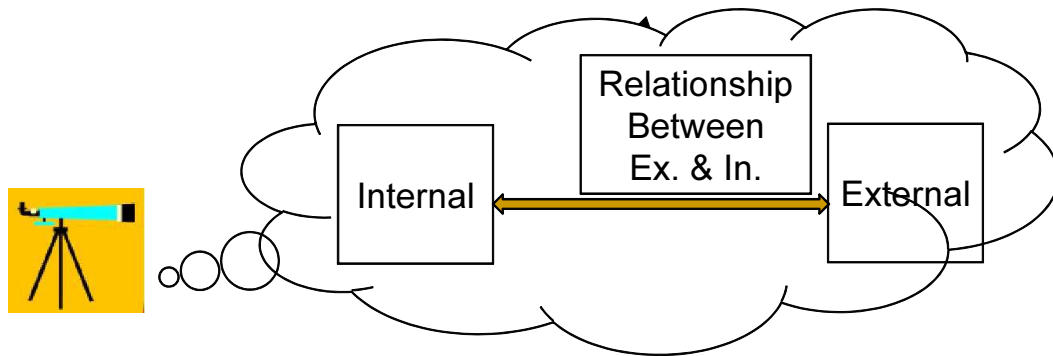 Relationship
Between
Ex. & In.
Internal
External